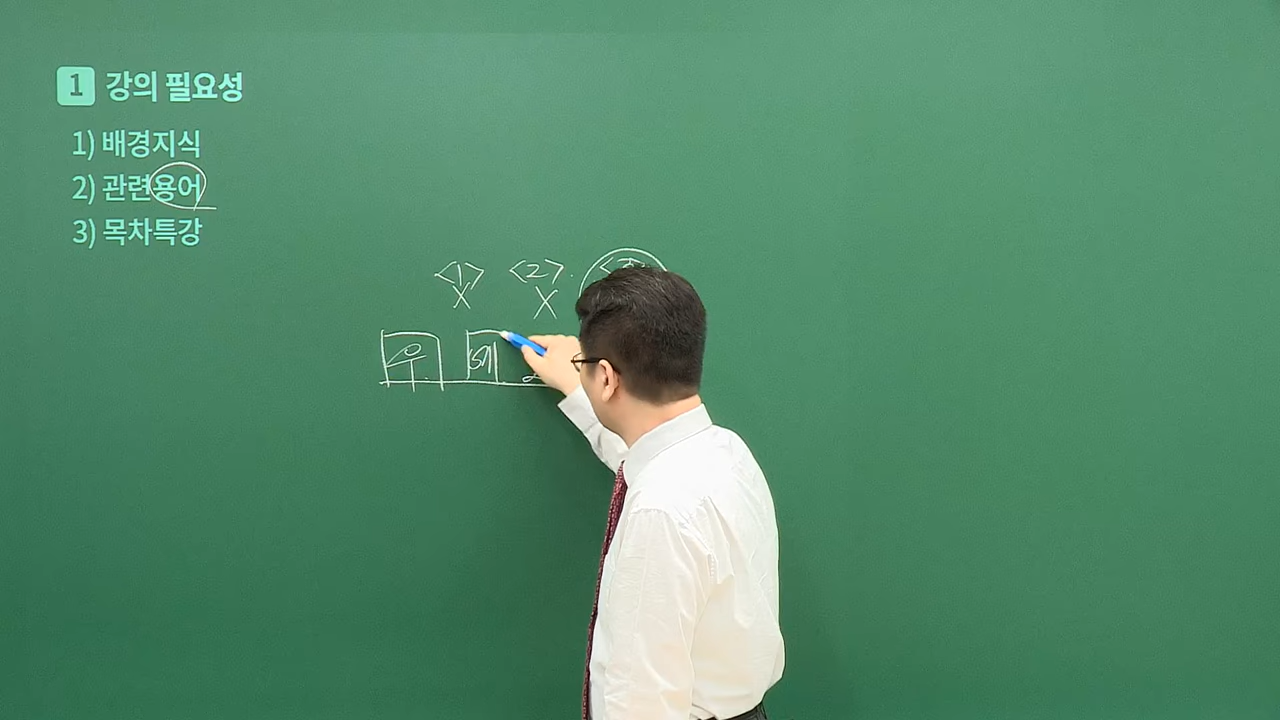 1 강의 필요성
1) 배경지식
2) 관련용어
3) 목차특강
<1> <2>
X X
우